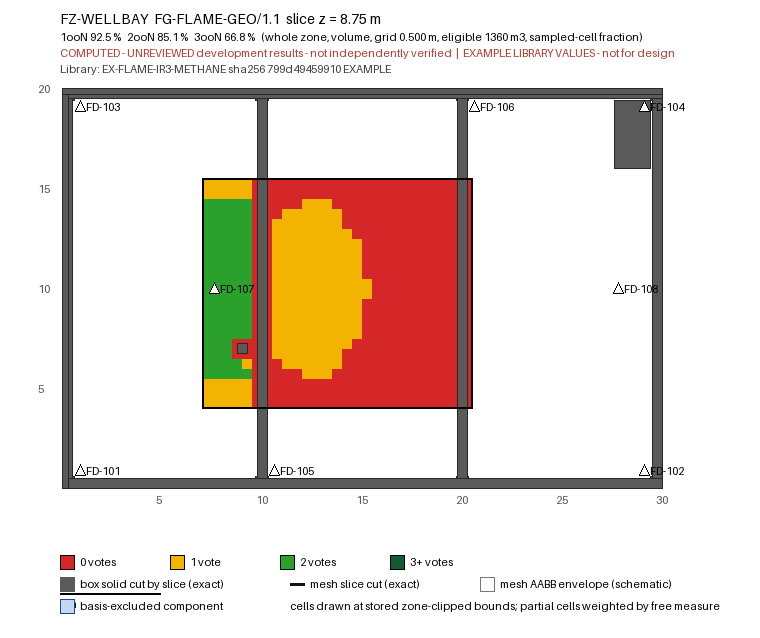 FZ-WELLBAY FG-FLAME-GEO/1.1 slice z = 8.75 m
1ooN 92.5 % 2ooN 85.1 % 3ooN 66.8 % (whole zone, volume, grid 0.500 m, eligible 1360 m3, sampled-cell fraction)
COMPUTED - UNREVIEWED development results - not independently verified | EXAMPLE LIBRARY VALUES - not for design
Library: EX-FLAME-IR3-METHANE sha256 799d49459910 EXAMPLE
20
FD-103
FD-106
FD-104
15
10
FD-107
FD-108
5
FD-101
FD-105
FD-102
5 10 15 20 25 30
0 votes 1 vote 2 votes 3+ votes
box solid cut by slice (exact) mesh slice cut (exact) mesh AABB envelope (schematic)
basis-excluded component cells drawn at stored zone-clipped bounds; partial cells weighted by free measure